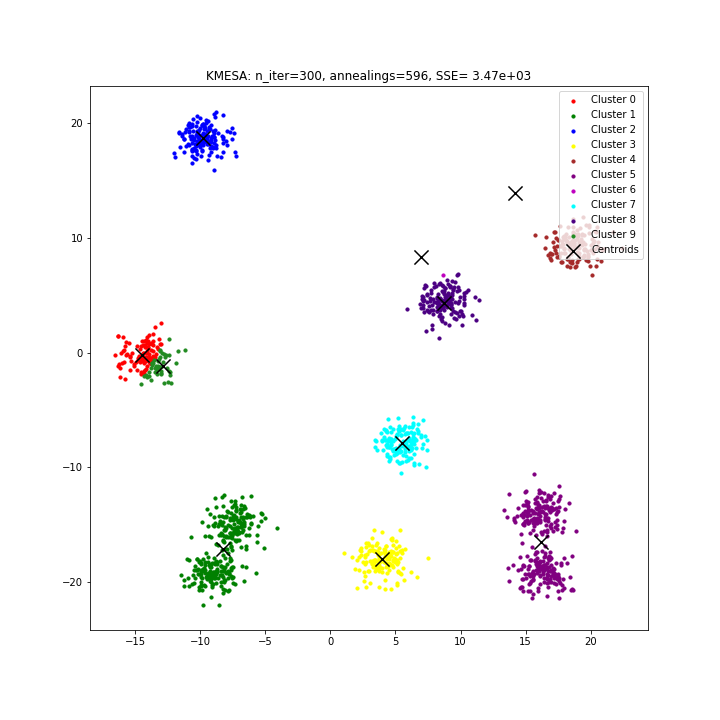 KMESA: n_iter=300, annealings=596, SSE= 3.47e+03
Cluster 0
Cluster 1
Cluster 2
Cluster 3
Cluster 4
Cluster 5
Cluster 6
Cluster 7
Cluster 8
Cluster 9
Centroids
20
10
0
−10
−20
−15 −10 −5 0 5 10 15 20